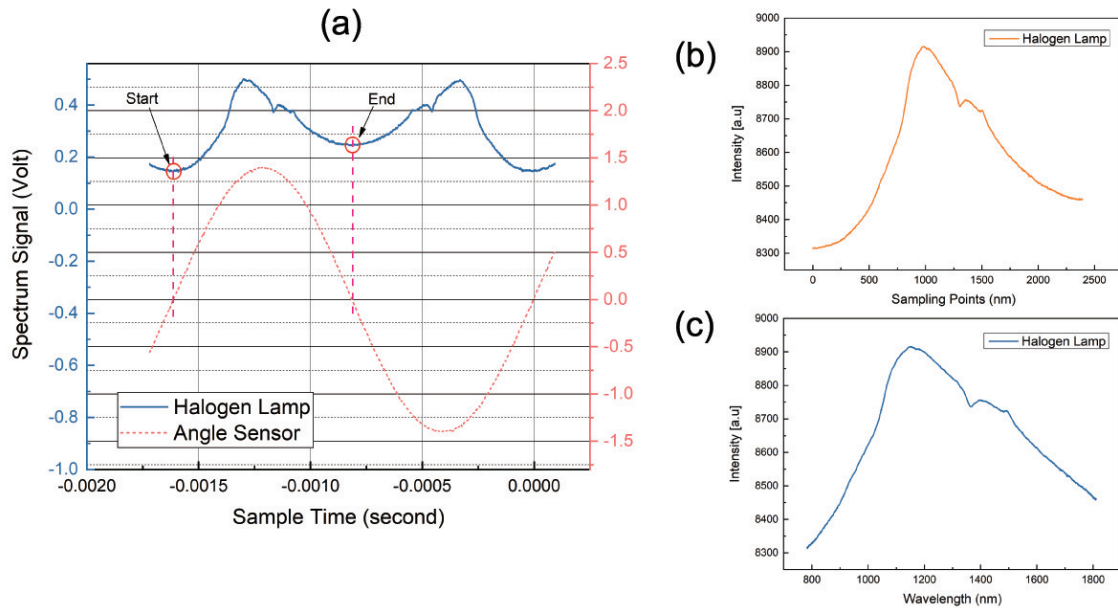 (a)
Spectrum Signal (Volt)
0.4
0.2
0.0
-0.2
-0.4
-0.6
-0.8
-1.0
Start
End
Halogen Lamp
Angle Sensor
2.5
2.0
1.5
1.0
0.5
0.0
-0.5
-1.0
-1.5
-0.0020 -0.0015 -0.0010 -0.0005 0.0000
Sample Time (second)
(b)
Intensity [a.u]
9000
8900
8800
8700
8600
8500
8400
8300
Halogen Lamp
0 500 1000 1500 2000 2500
Sampling Points (nm)
(c)
Intensity [a.u]
9000
8900
8800
8700
8600
8500
8400
8300
Halogen Lamp
800 1000 1200 1400 1600 1800
Wavelength (nm)